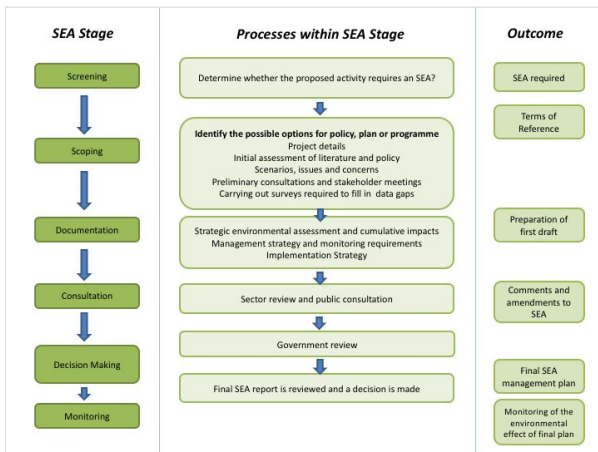 SEA Stage
Processes within SEA Stage
Outcome
Screening
Determine whether the proposed activity requires an SEA?
SEA required
Scoping
Identify the possible options for policy, plan or programme
Project details
Initial assessment of literature and policy
Scenarios, issues and concerns
Preliminary consultations and stakeholder meetings
Carrying out surveys required to fill in data gaps
Terms of
Reference
Documentation
Strategic environmental assessment and cumulative impacts
Management strategy and monitoring requirements
Implementation Strategy
Preparation of
first draft
Consultation
Sector review and public consultation
Comments and
amendments to
SEA
Decision Making
Government review
Final SEA report is reviewed and a decision is made
Final SEA
management plan
Monitoring
Monitoring of the
environmental
effect of final plan